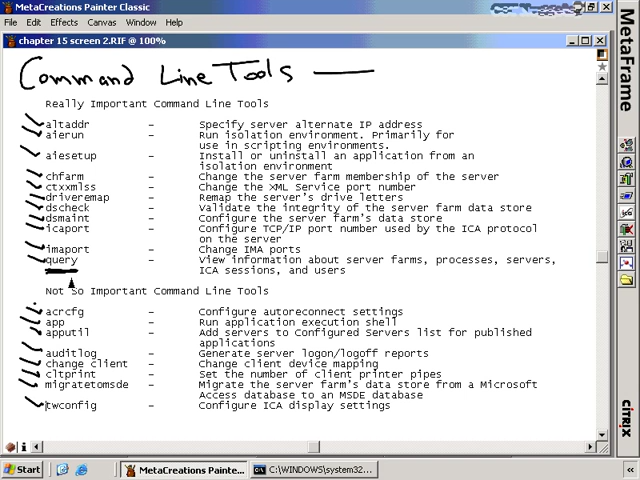 MetaCreations Painter Classic
File Edit Effects Canvas Window Help
chapter 15 screen 2.RIF @ 100%
Command Line Tools —
Really Important Command Line Tools
altaddr - Specify server alternate IP address
aierun - Run isolation environment. Primarily for
use in scripting environments.
aiesetup - Install or uninstall an application from an
isolation environment
chfarm - Change the server farm membership of the server
ctxxmlss - Change the XML Service port number
driveremap - Remap the server's drive letters
dscheck - Validate the integrity of the server farm data store
dsmaint - Configure the server farm's data store
icaport - Configure TCP/IP port number used by the ICA protocol
on the server
imaport - Change IMA ports
query - View information about server farms, processes, servers,
ICA sessions, and users
Not So Important Command Line Tools
acrcfg - Configure autoreconnect settings
app - Run application execution shell
apputil - Add servers to Configured Servers list for published
applications
auditlog - Generate server logon/logoff reports
change client - Change client device mapping
cltprint - Set the number of client printer pipes
migratetomsde - Migrate the server farm's data store from a Microsoft
Access database to an MSDE database
twconfig - Configure ICA display settings
MetaFrame
CITRIX
Start
MetaCreations Painte...
C:\WINDOWS\system32...